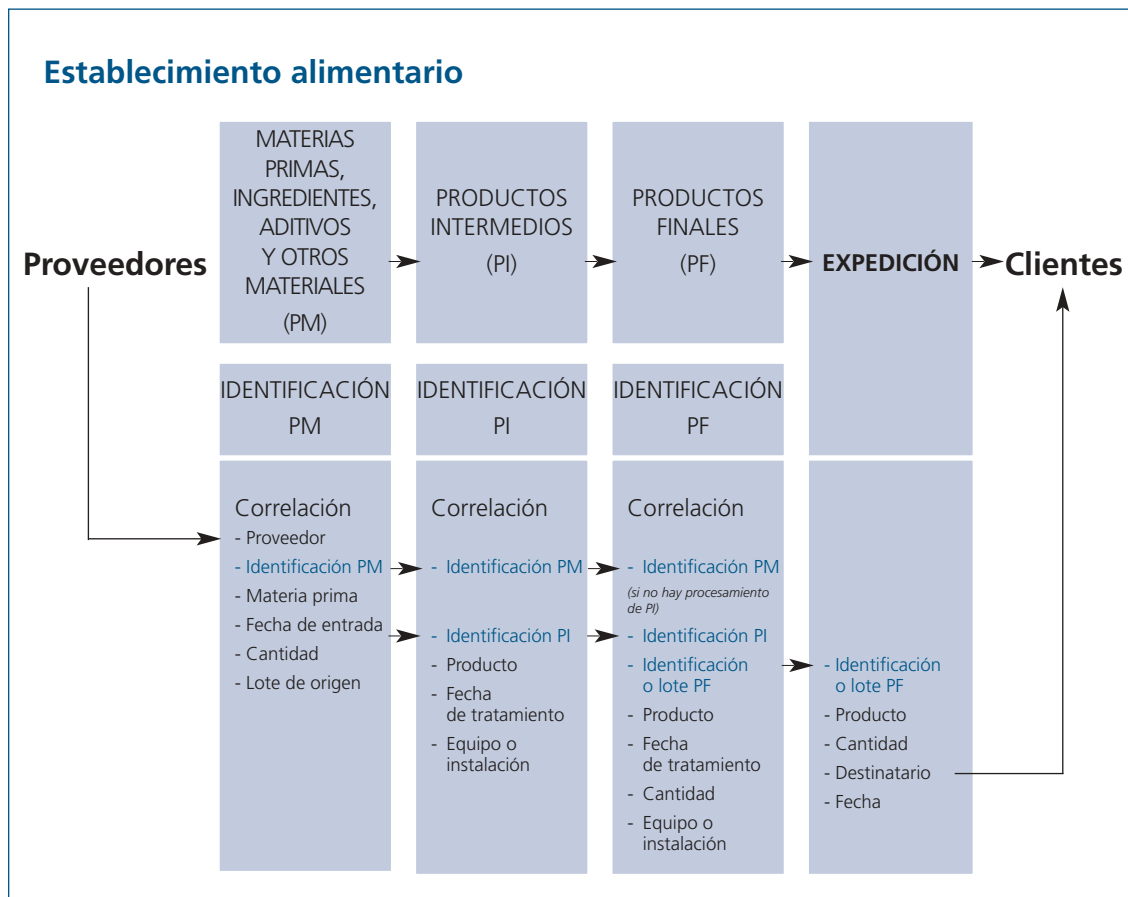 Establecimiento alimentario
Proveedores
MATERIAS
PRIMAS,
INGREDIENTES,
ADITIVOS
Y OTROS
MATERIALES
(PM)
PRODUCTOS
INTERMEDIOS
(PI)
PRODUCTOS
FINALES
(PF)
EXPEDICIÓN
Clientes
IDENTIFICACIÓN
PM
IDENTIFICACIÓN
PI
IDENTIFICACIÓN
PF
Correlación
- Proveedor
- Identificación PM
- Materia prima
- Fecha de entrada
- Cantidad
- Lote de origen
Correlación
- Identificación PM
- Identificación PI
- Producto
- Fecha
de tratamiento
- Equipo o
instalación
Correlación
- Identificación PM
(si no hay procesamiento
de PI)
- Identificación PI
- Identificación
o lote PF
- Producto
- Fecha
de tratamiento
- Cantidad
- Equipo o
instalación
- Identificación
o lote PF
- Producto
- Cantidad
- Destinatario
- Fecha